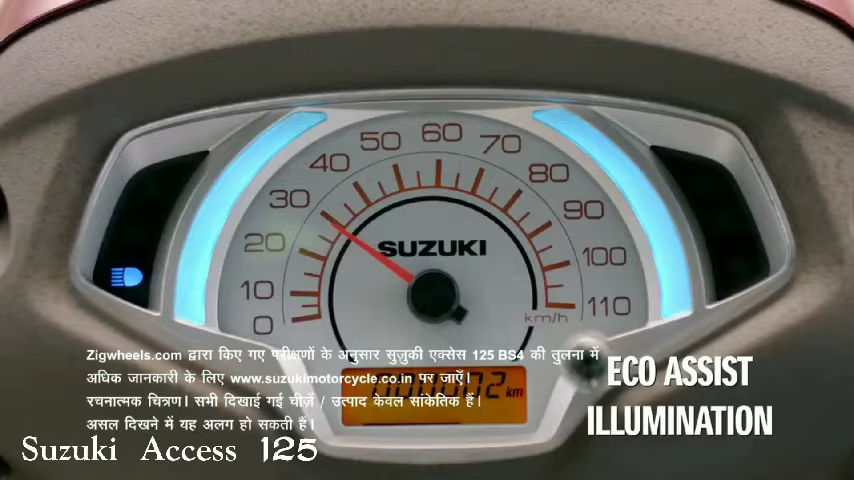 60
50
70
40
80
30
90
SUZUKI
20
100
10
110
0
km/h
Zigwheels.com द्वारा किए गए परीक्षणों के अनुसार सुज़ुकी एक्सेस 125 BS4 की तुलना में
अधिक जानकारी के लिए www.suzukimotorcycle.co.in पर जाएँ।
रचनात्मक चित्रण। सभी दिखाई गई चीज़ें / उत्पाद केवल सांकेतिक हैं।
असल दिखने में यह अलग हो सकती हैं।
000002 km
ECO ASSIST
ILLUMINATION
Suzuki Access 125